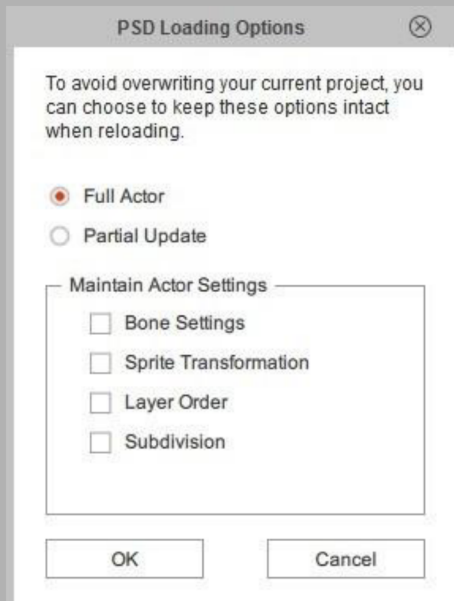 PSD Loading Options
To avoid overwriting your current project, you
can choose to keep these options intact
when reloading.
Full Actor
Partial Update
Maintain Actor Settings
Bone Settings
Sprite Transformation
Layer Order
Subdivision
OK
Cancel